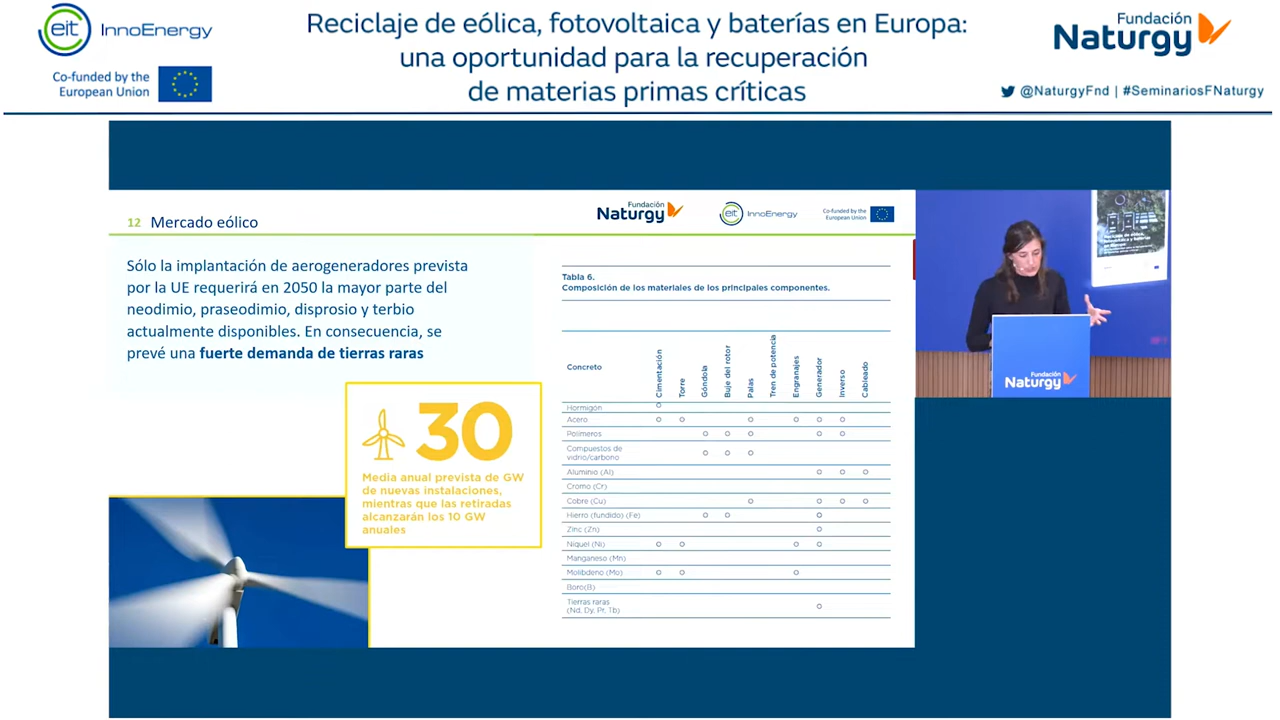 eit InnoEnergy
Co-funded by the
European Union
Reciclaje de eólica, fotovoltaica y baterías en Europa:
una oportunidad para la recuperación
de materias primas críticas
Fundación
Naturgy
@NaturgyFnd | #SeminariosFNaturgy
12 Mercado eólico
Fundación
Naturgy
eit InnoEnergy
Co-funded by the
European Union
Sólo la implantación de aerogeneradores prevista
por la UE requerirá en 2050 la mayor parte del
neodimio, praseodimio, disprosio y terbio
actualmente disponibles. En consecuencia, se
prevé una fuerte demanda de tierras raras
30
Media anual prevista de GW
de nuevas instalaciones,
mientras que las retiradas
alcanzarán los 10 GW
anuales
Tabla 6.
Composición de los materiales de los principales componentes.
Concreto
Cimentación
Torre
Góndola
Buje del rotor
Palas
Tren de potencia
Engranajes
Generador
Inverso
Cableado
Hormigón
Acero
Polímeros
Compuestos de
vidrio/carbono
Aluminio (Al)
Cromo (Cr)
Cobre (Cu)
Hierro (fundido) (Fe)
Zinc (Zn)
Níquel (Ni)
Manganeso (Mn)
Molibdeno (Mo)
Boro(B)
Tierras raras
(Nd, Dy, Pr, Tb)
Reciclaje de eólica,
fotovoltaica y baterías
en Europa:
Fundación
Naturgy